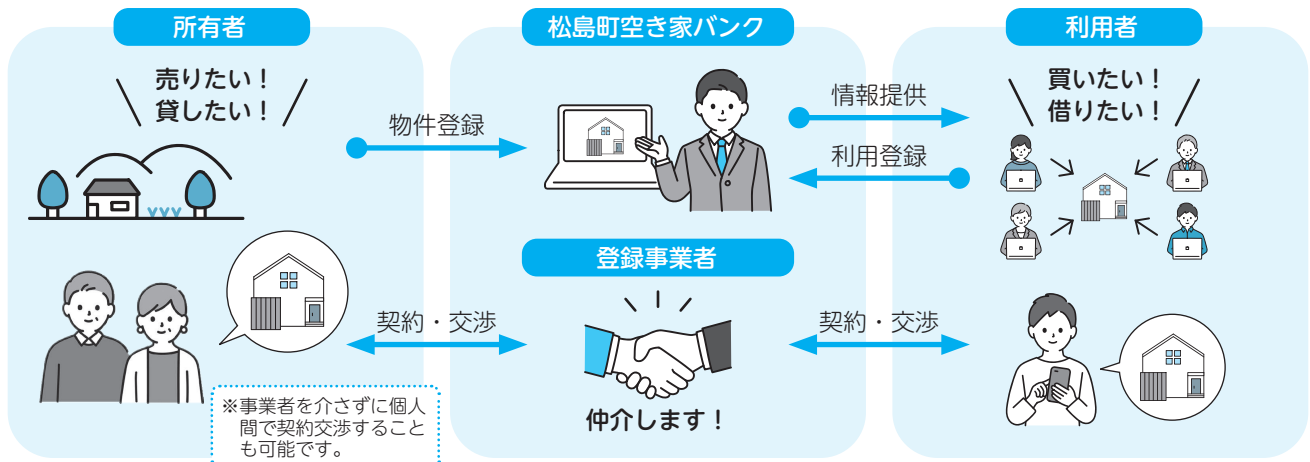 所有者
売りたい！
貸したい！
物件登録
松島町空き家バンク
情報提供
利用登録
利用者
買いたい！
借りたい！
契約・交渉
※事業者を介さずに個人
間で契約交渉すること
も可能です。
登録事業者
仲介します！
契約・交渉